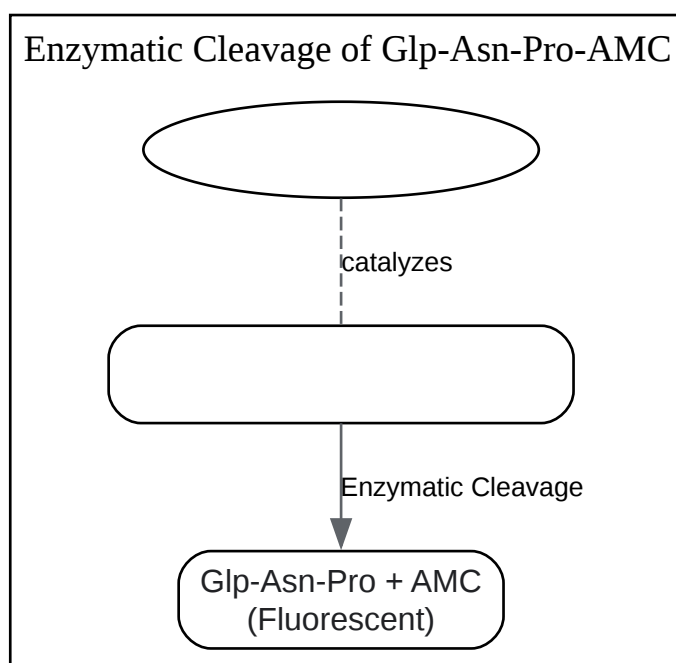 Enzymatic Cleavage of Glp-Asn-Pro-AMC
catalyzes
Enzymatic Cleavage
Glp-Asn-Pro + AMC
(Fluorescent)